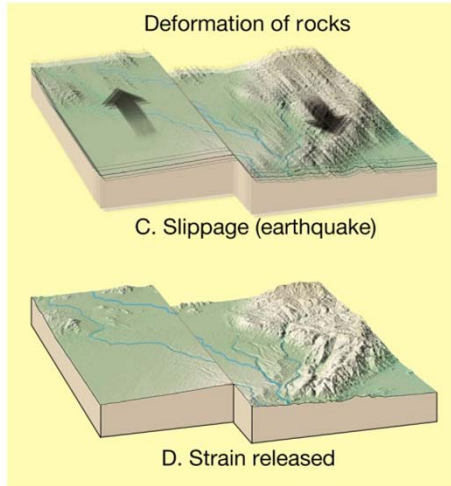 Deformation of rocks
C. Slippage (earthquake)
D. Strain released